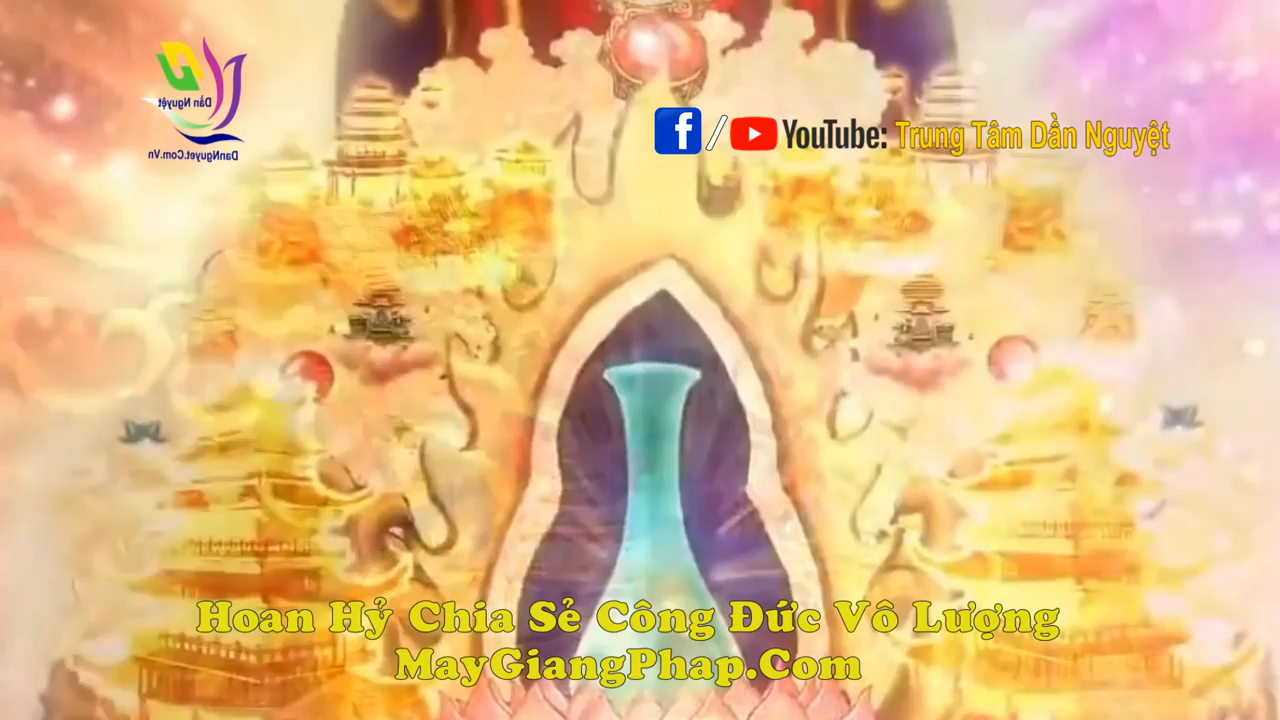 Dần Nguyệt
DanNguyet.Com.Vn
f / YouTube: Trung Tâm Dần Nguyệt
Hoan Hỷ Chia Sẻ Công Đức Vô Lượng
MayGiangPhap.Com